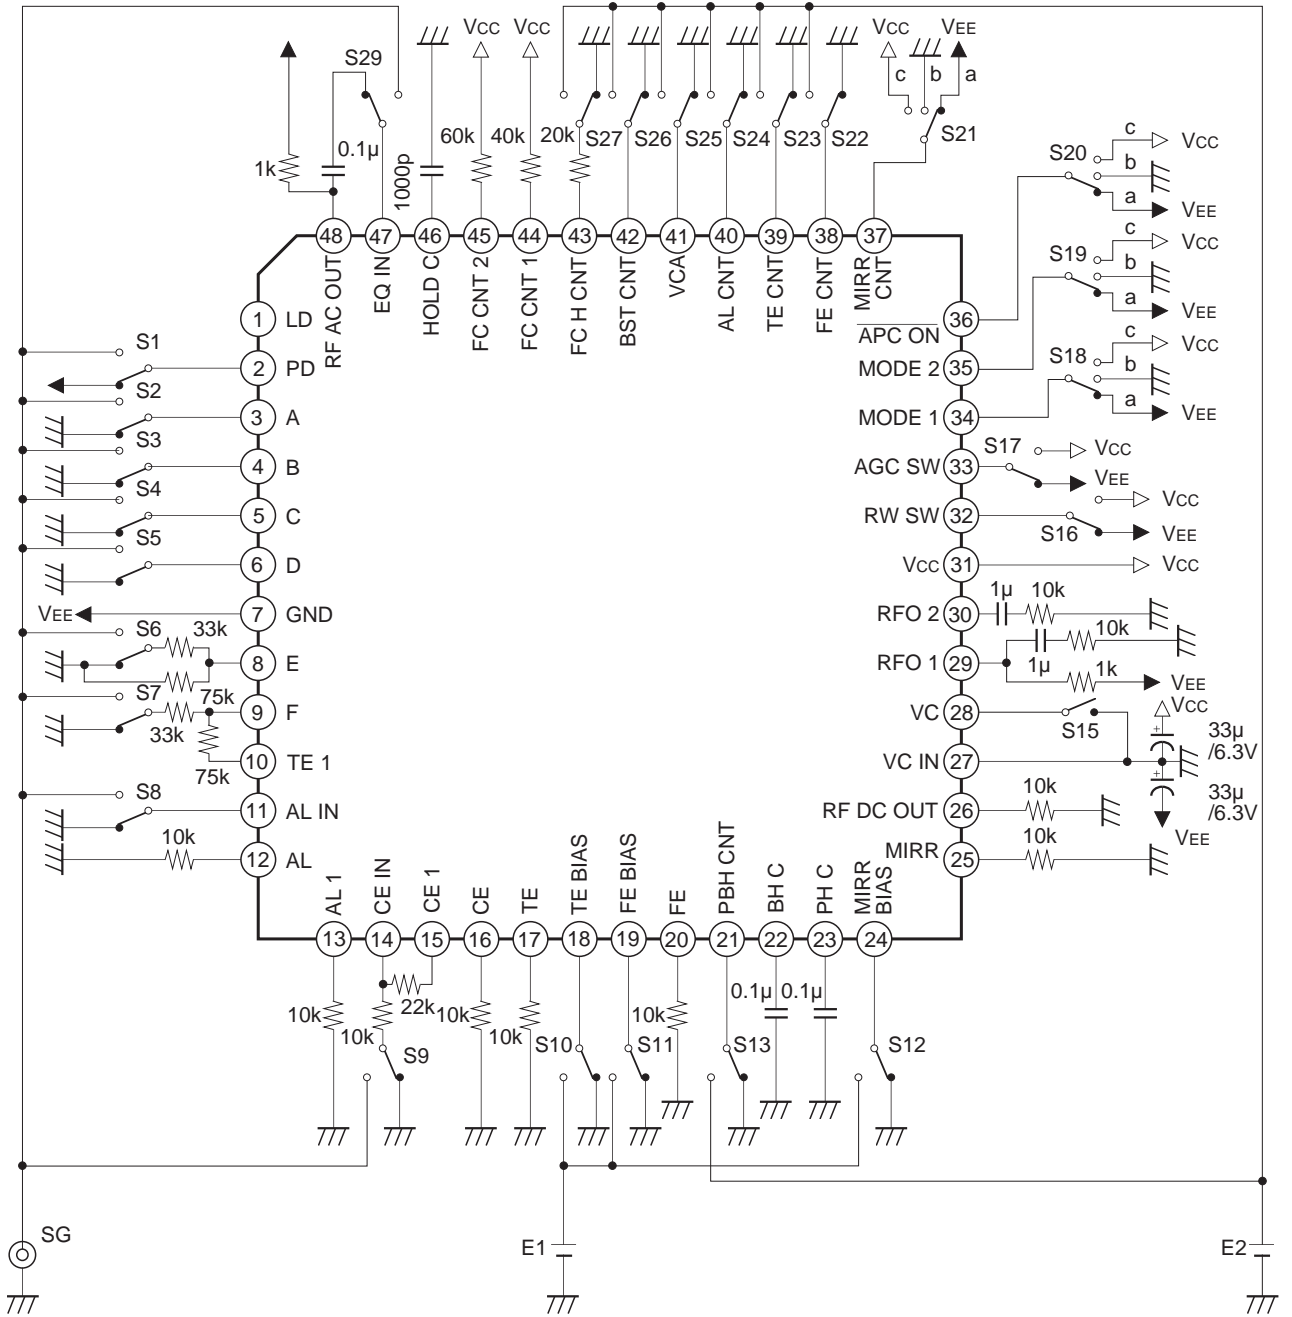 VCC VCC VCC VEE
S29
c b a
60k 40k 20k S27 S26 S25 S24 S23 S22 S21
1k 0.1µ 1000p
48 47 46 45 44 43 42 41 40 39 38 37
RF AC OUT
EQ IN
HOLD C
FC CNT 2
FC CNT 1
FC H CNT
BST CNT
VCA
AL CNT
TE CNT
FE CNT
MIRR
CNT
S20 c VCC
b
a VEE
S19 c VCC
b
a VEE
S18 c VCC
b
a VEE
S17 VCC
VEE
VCC
S16 VEE
VCC
1 LD
S1 2 PD
S2 3 A
S3 4 B
S4 5 C
S5 6 D
VEE 7 GND
S6 33k 8 E
75k
S7 33k 9 F
75k 10 TE 1
S8 11 AL IN
10k 12 AL
APC ON 36
MODE 2 35
MODE 1 34
AGC SW 33
RW SW 32
VCC 31
RFO 2 30 1µ 10k
RFO 1 29 1µ 10k
1k VEE
VC 28 S15 VCC
+ 33µ
/6.3V
VC IN 27
+ 33µ
/6.3V
VEE
RF DC OUT 26 10k
MIRR 25 10k
AL 1
CE IN
CE 1
CE
TE
TE BIAS
FE BIAS
FE
PBH CNT
BH C
PH C
MIRR
BIAS
13 14 15 16 17 18 19 20 21 22 23 24
22k 0.1µ 0.1µ
10k 10k 10k 10k 10k
S9 S10 S11 S13 S12
SG E1 E2